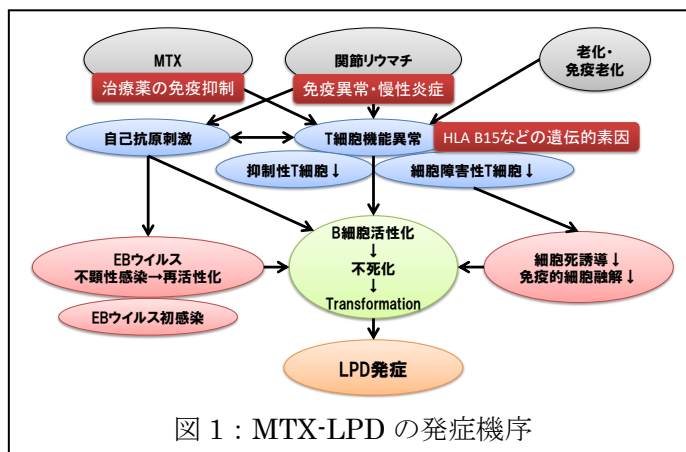 MTX
治療薬の免疫抑制
関節リウマチ
免疫異常・慢性炎症
老化・
免疫老化
自己抗原刺激
T細胞機能異常
HLA B15などの遺伝的素因
抑制性T細胞↓
細胞障害性T細胞↓
EBウイルス
不顕性感染→再活性化
EBウイルス初感染
B細胞活性化
↓
不死化
↓
Transformation
細胞死誘導↓
免疫的細胞融解↓
LPD発症
図 1：MTX-LPD の発症機序